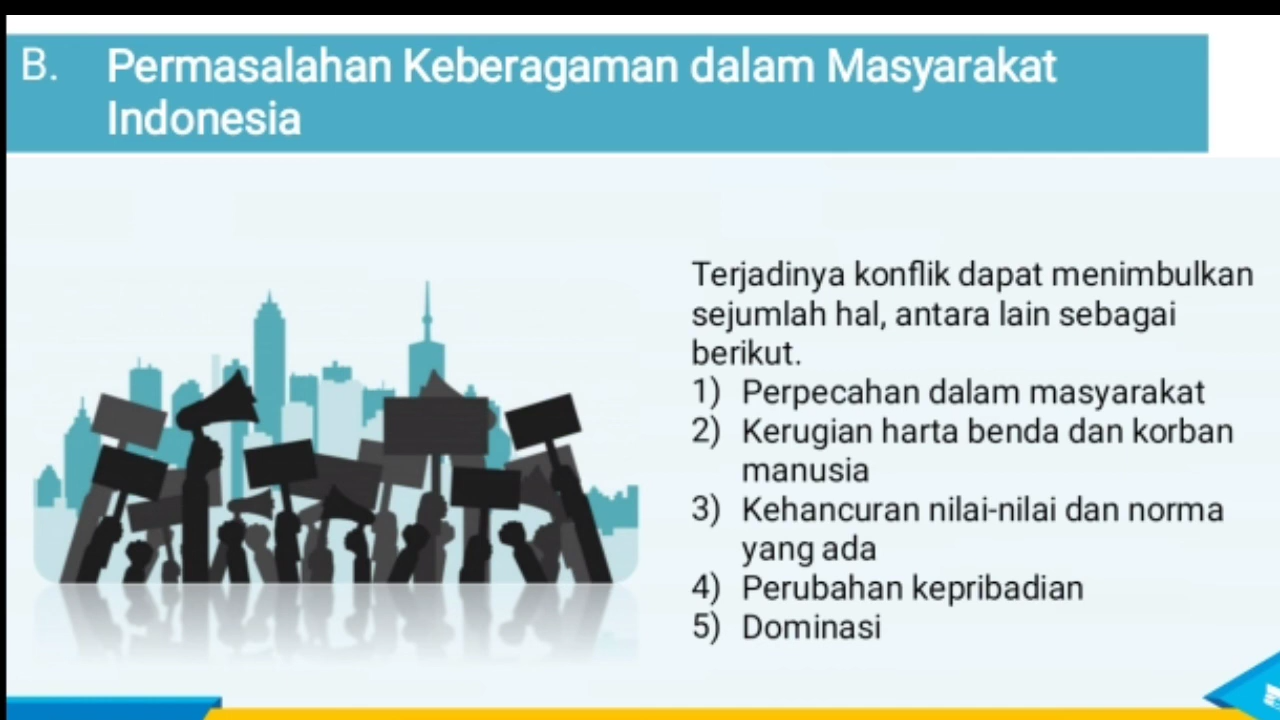 B. Permasalahan Keberagaman dalam Masyarakat
Indonesia
Terjadinya konflik dapat menimbulkan
sejumlah hal, antara lain sebagai
berikut.
1) Perpecahan dalam masyarakat
2) Kerugian harta benda dan korban
manusia
3) Kehancuran nilai-nilai dan norma
yang ada
4) Perubahan kepribadian
5) Dominasi